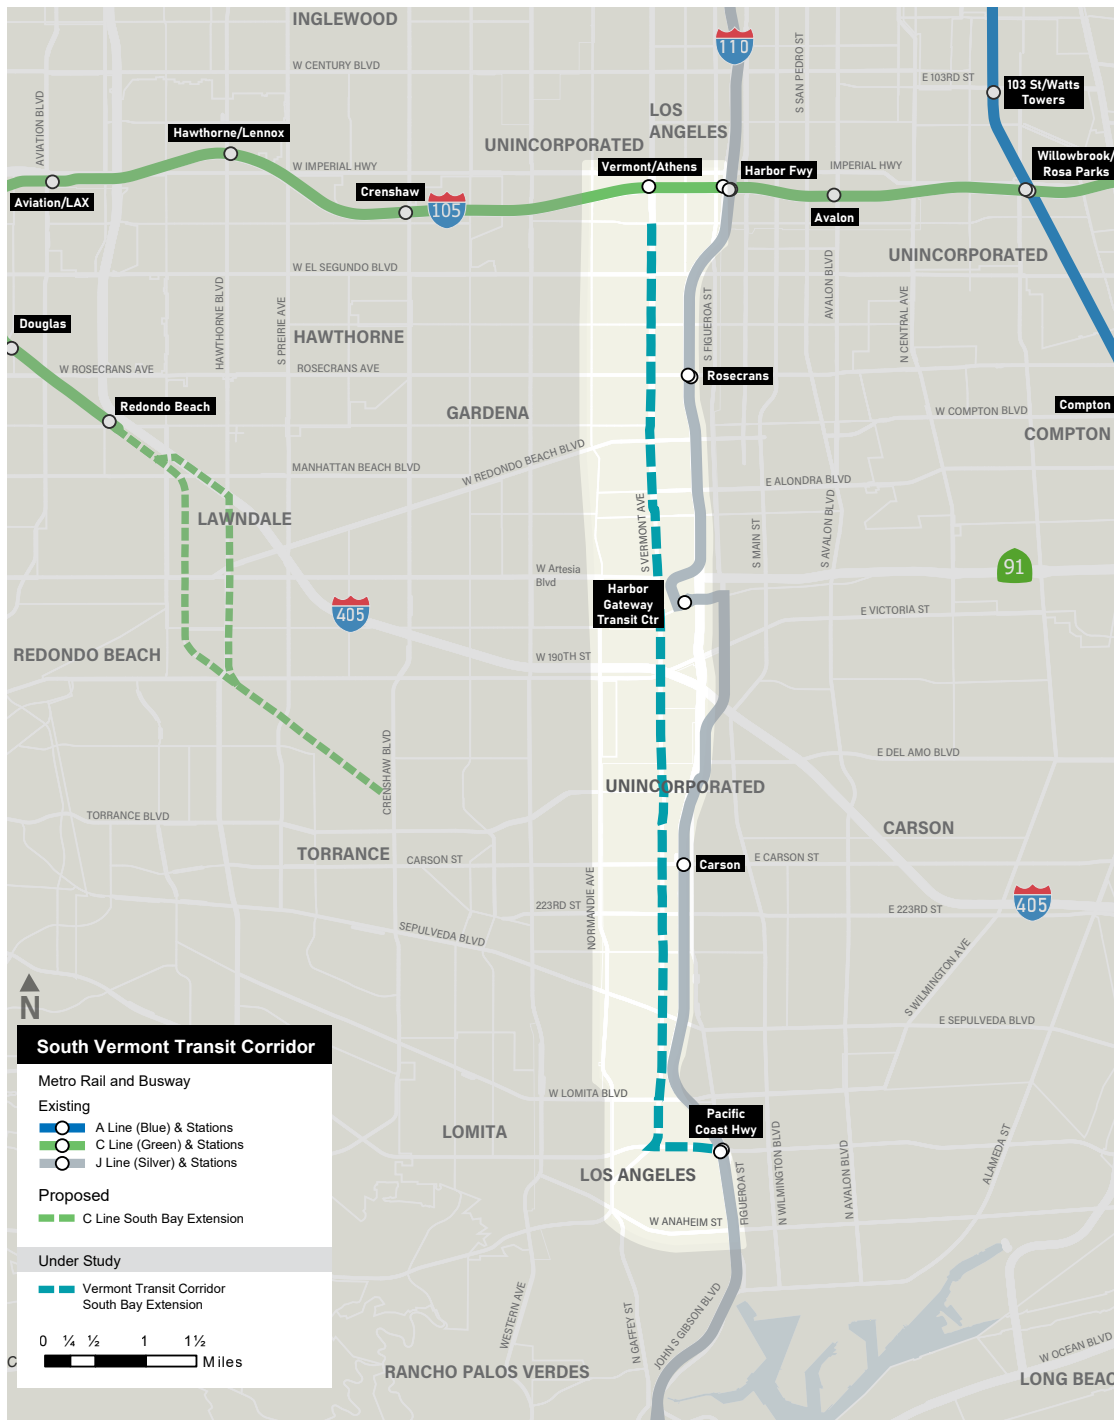 INGLEWOOD
110
W CENTURY BLVD
S SAN PEDRO ST
E 103RD ST
103 St/Watts
Towers
AVIATION BLVD
LOS
ANGELES
Hawthorne/Lennox
UNINCORPORATED
W IMPERIAL HWY
Vermont/Athens
Harbor Fwy
IMPERIAL HWY
Willowbrook/
Rosa Parks
Aviation/LAX
Crenshaw
105
Avalon
UNINCORPORATED
W EL SEGUNDO BLVD
HAWTHORNE BLVD
S PREIRIE AVE
S FIGUEROA ST
AVALON BLVD
N CENTRAL AVE
Douglas
HAWTHORNE
W ROSECRANS AVE
ROSECRANS AVE
Rosecrans
Redondo Beach
GARDENA
W COMPTON BLVD
Compton
COMPTON
W REDONDO BEACH BLVD
MANHATTAN BEACH BLVD
E ALONDRA BLVD
LAWNDALE
S VERMONT AVE
S MAIN ST
S AVALON BLVD
W Artesia
Blvd
91
Harbor
Gateway
Transit Ctr
405
E VICTORIA ST
REDONDO BEACH
W 190TH ST
CRENSHAW BLVD
E DEL AMO BLVD
UNINCORPORATED
TORRANCE BLVD
CARSON
TORRANCE
CARSON ST
Carson
E CARSON ST
NORMANDIE AVE
223RD ST
E 223RD ST
405
SEPULVEDA BLVD
S WILMINGTON AVE
N
E SEPULVEDA BLVD
South Vermont Transit Corridor
Metro Rail and Busway
Existing
A Line (Blue) & Stations
C Line (Green) & Stations
J Line (Silver) & Stations
Proposed
C Line South Bay Extension
Under Study
Vermont Transit Corridor
South Bay Extension
0 ¼ ½ 1 1½
Miles
C
W LOMITA BLVD
Pacific
Coast Hwy
LOMITA
LOS ANGELES
N WILMINGTON BLVD
N AVALON BLVD
ALAMEDA ST
FIGUEROA ST
W ANAHEIM ST
WESTERN AVE
N GAFFEY ST
JOHN S GIBSON BLVD
W OCEAN BLVD
RANCHO PALOS VERDES
LONG BEAC